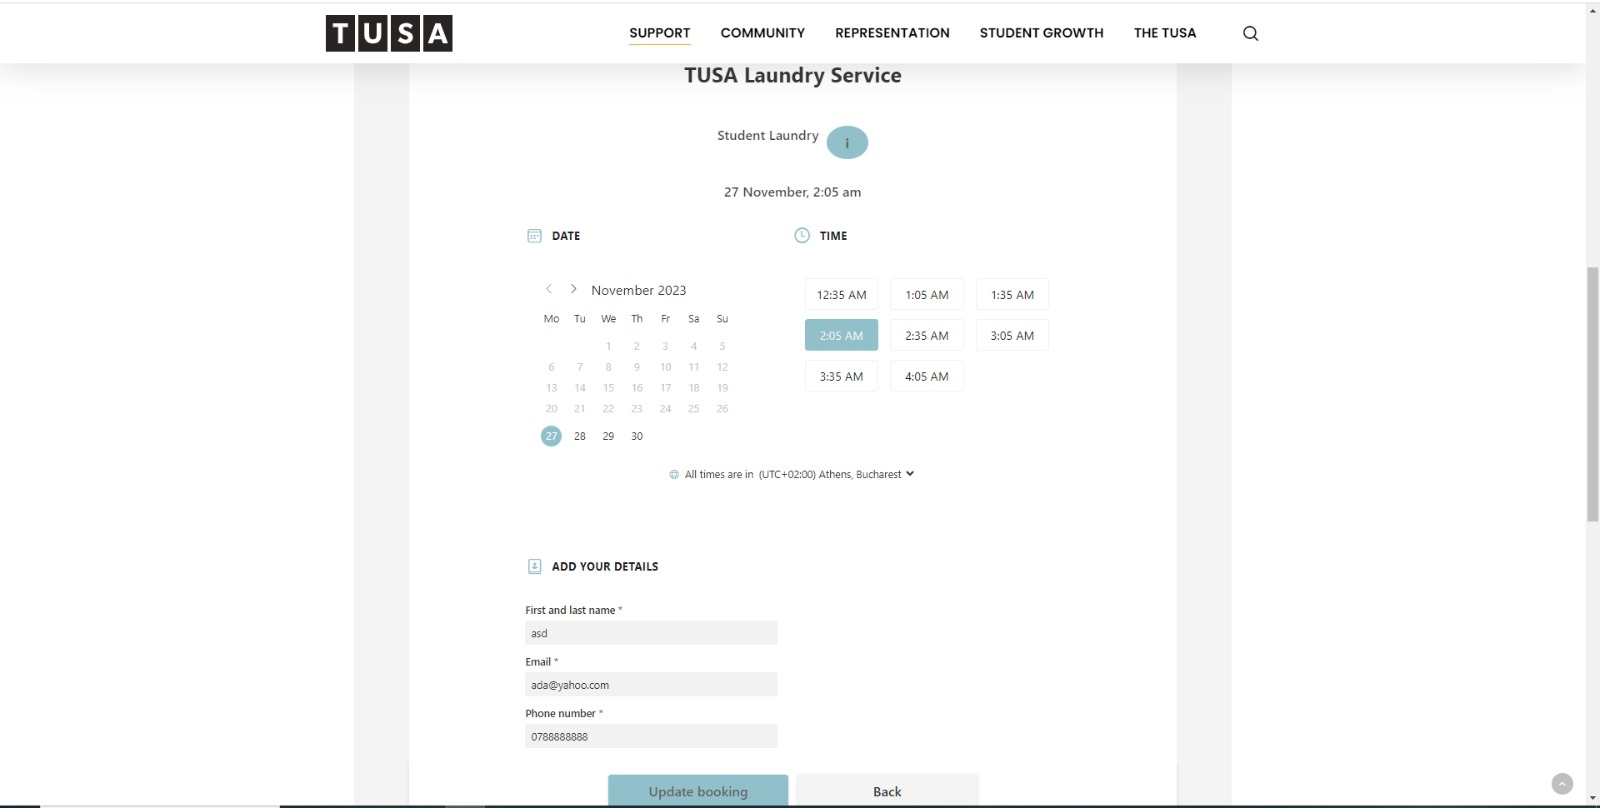 TUSA
SUPPORT COMMUNITY REPRESENTATION STUDENT GROWTH THE TUSA
TUSA Laundry Service
Student Laundry i
27 November, 2:05 am
DATE
November 2023
Mo Tu We Th Fr Sa Su
1 2 3 4 5
6 7 8 9 10 11 12
13 14 15 16 17 18 19
20 21 22 23 24 25 26
27 28 29 30
TIME
12:35 AM 1:05 AM 1:35 AM
2:05 AM 2:35 AM 3:05 AM
3:35 AM 4:05 AM
All times are in (UTC+02:00) Athens, Bucharest
ADD YOUR DETAILS
First and last name *
asd
Email *
ada@yahoo.com
Phone number *
0788888888
Update booking Back